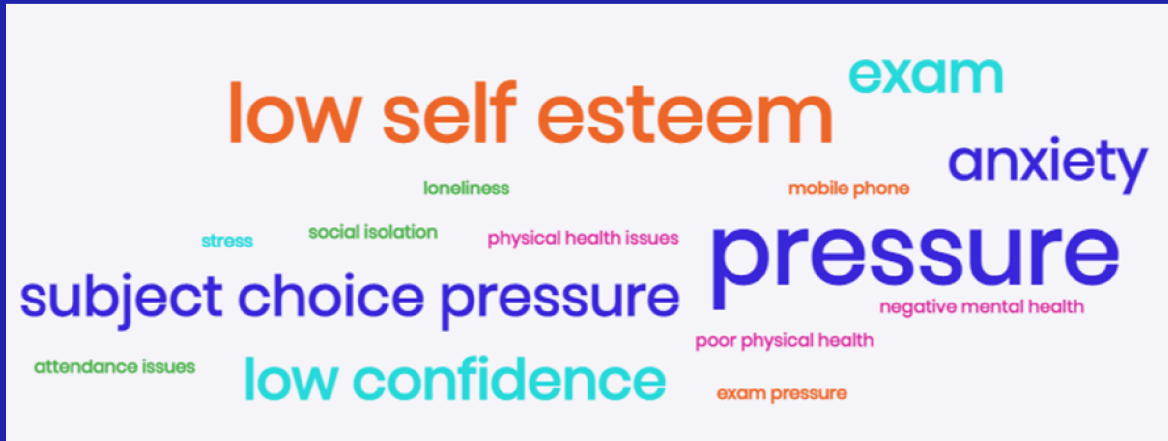 exam
low self esteem
anxiety
loneliness
mobile phone
stress
social isolation
physical health issues
pressure
subject choice pressure
negative mental health
poor physical health
attendance issues
low confidence
exam pressure